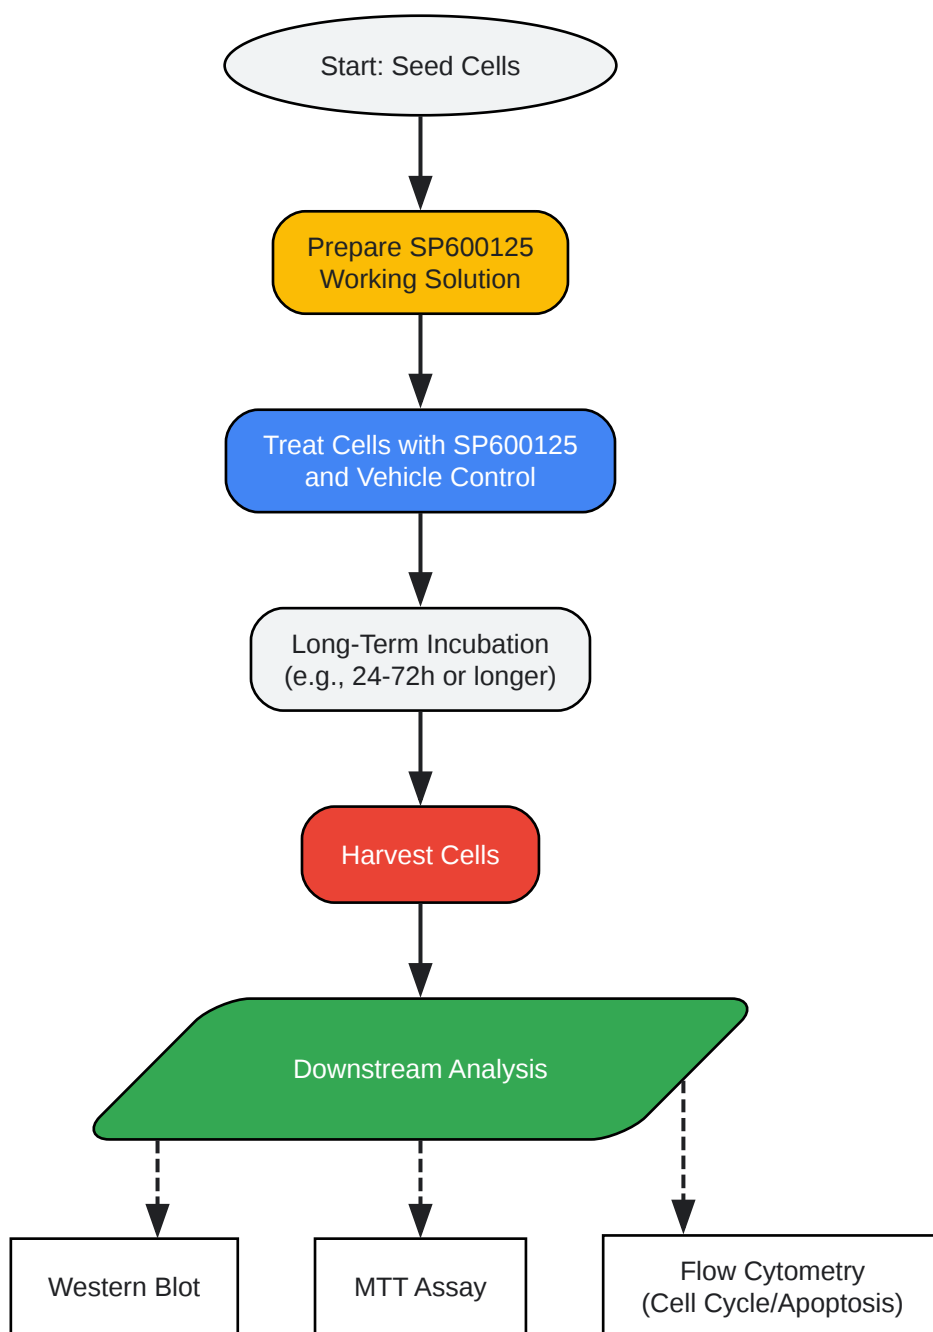 Start: Seed Cells
Prepare SP600125
Working Solution
Treat Cells with SP600125
and Vehicle Control
Long-Term Incubation
(e.g., 24-72h or longer)
Harvest Cells
Downstream Analysis
Western Blot
MTT Assay
Flow Cytometry
(Cell Cycle/Apoptosis)